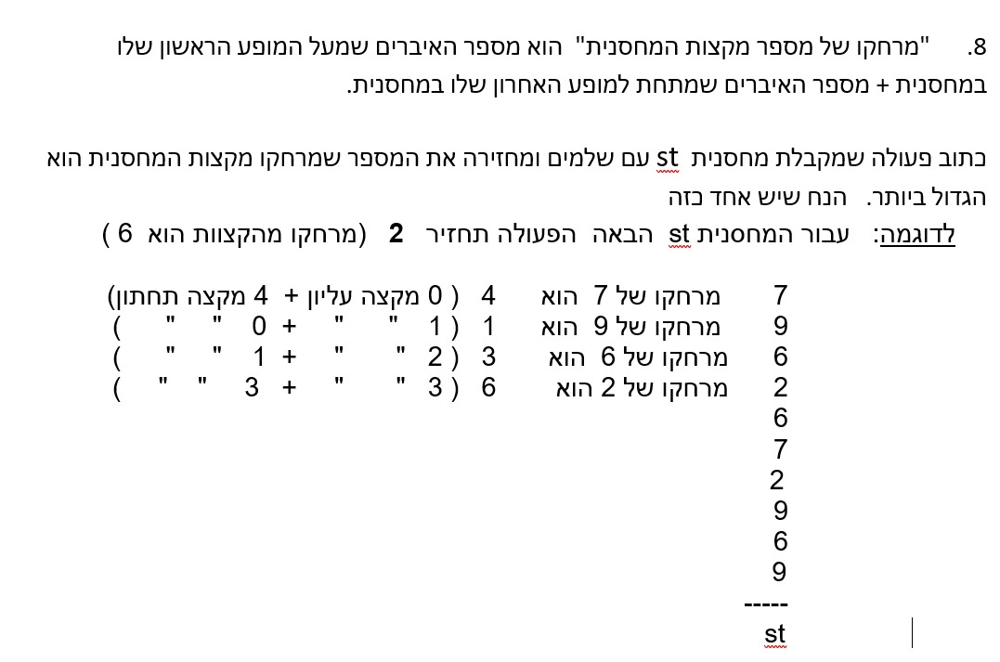 8. "מרחקו של מספר מקצות המחסנית" הוא מספר האיברים שמעל המופע הראשון שלו
במחסנית + מספר האיברים שמתחת למופע האחרון שלו במחסנית.
כתוב פעולה שמקבלת מחסנית st עם שלמים ומחזירה את המספר שמרחקו מקצות המחסנית הוא
הגדול ביותר. הנח שיש אחד כזה
לדוגמה: עבור המחוסנית st הבאה הפעולה תחזיר 2 (מרחקו מהקצוות הוא 6 )
7 מרחקו של 7 הוא 4 ( 0 מקצה עליון + 4 מקצה תחתון)
9 מרחקו של 9 הוא 1 ( 1 " " + 0 " " )
6 מרחקו של 6 הוא 3 ( 2 " " + 1 " " )
2 מרחקו של 2 הוא 6 ( 3 " " + 3 " " )
6
7
2
9
6
9
-----
st